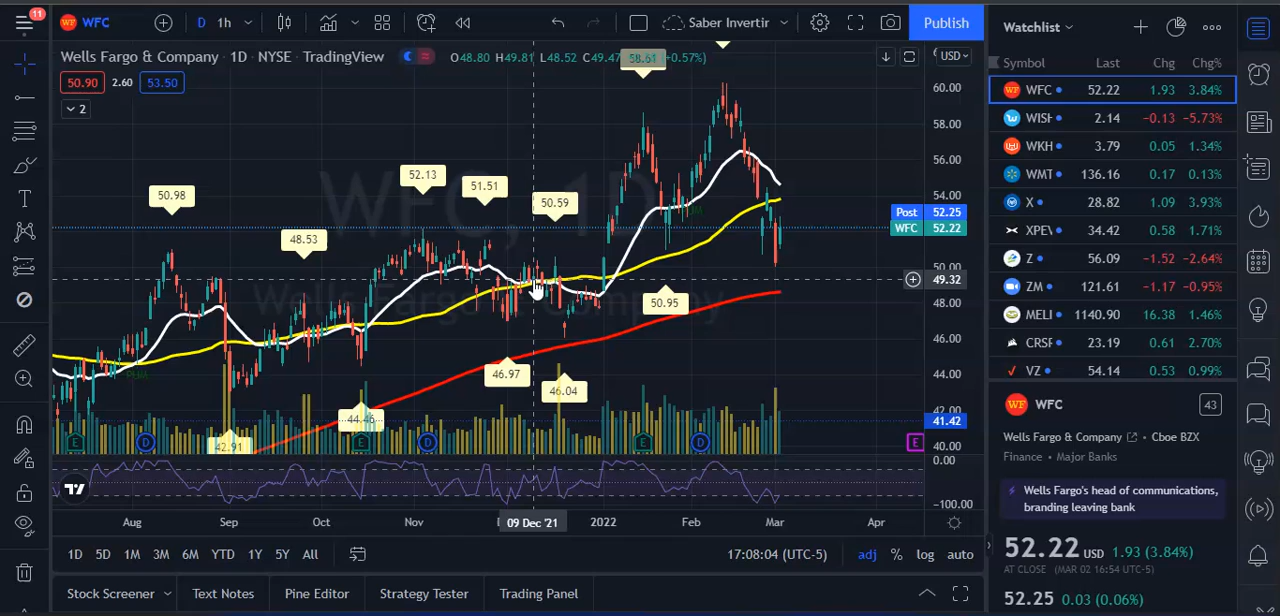 11
WFC
D 1h
Saber Invertir
Publish
Watchlist
Wells Fargo & Company · 1D · NYSE · TradingView
O48.80 H49.81 L48.52 C49.47 (+0.57%)
USD
50.90 2.60 53.50
2
Symbol Last Chg Chg%
WFC 52.22 1.93 3.84%
WISH 2.14 −0.13 −5.73%
WKH 3.79 0.05 1.34%
WMT 136.16 0.17 0.13%
X 28.82 1.09 3.93%
XPEV 34.42 0.58 1.71%
Z 56.09 −1.52 −2.64%
ZM 121.61 −1.17 −0.95%
MELI 1140.90 16.38 1.46%
CRSP 23.19 0.61 2.70%
VZ 54.14 0.53 0.99%
58.61
50.98
48.53
52.13
51.51
50.59
50.95
46.97
46.04
44.46
42.91
WFC, 1D
Wells Fargo & Company
60.00
58.00
56.00
54.00
Post 52.25
WFC 52.22
50.00
49.32
48.00
46.00
44.00
42.00
41.42
40.00
0.00
−100.00
E D E D E D E
Aug Sep Oct Nov 09 Dec '21 2022 Feb Mar Apr
1D 5D 1M 3M 6M YTD 1Y 5Y All
17:08:04 (UTC-5) adj % log auto
Stock Screener Text Notes Pine Editor Strategy Tester Trading Panel
WFC
43
Wells Fargo & Company · Cboe BZX
Finance · Major Banks
Wells Fargo's head of communications,
branding leaving bank
52.22 USD 1.93 (3.84%)
AT CLOSE (MAR 02 16:54 UTC-5)
52.25 0.03 (0.06%)